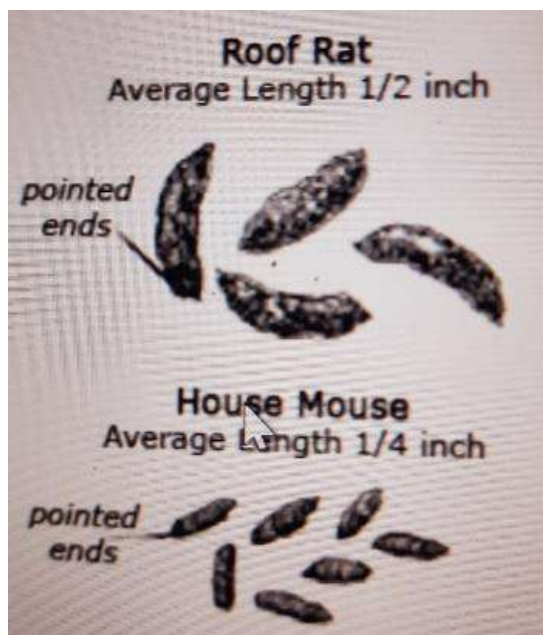 Roof Rat
Average Length 1/2 inch
pointed
ends
House Mouse
Average Length 1/4 inch
pointed
ends